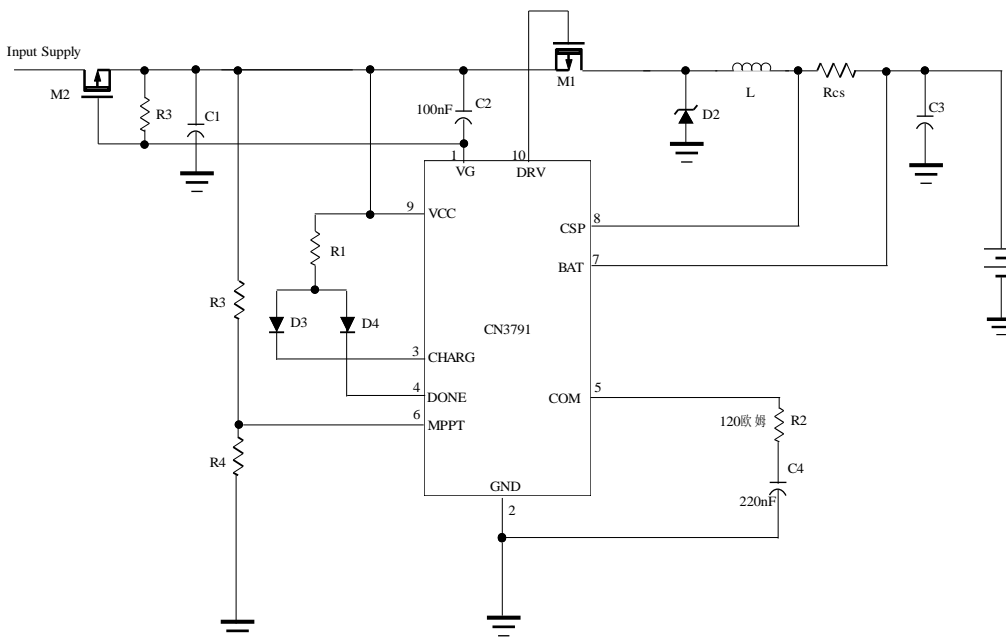 Input Supply
M2
R3
C1
100nF
C2
M1
D2
L
Rcs
C3
1
VG
10
DRV
9
VCC
R1
CSP
8
BAT
7
R3
D3
D4
CN3791
3
CHARG
4
DONE
6
MPPT
COM
5
120欧姆
R2
R4
C4
220nF
GND
2